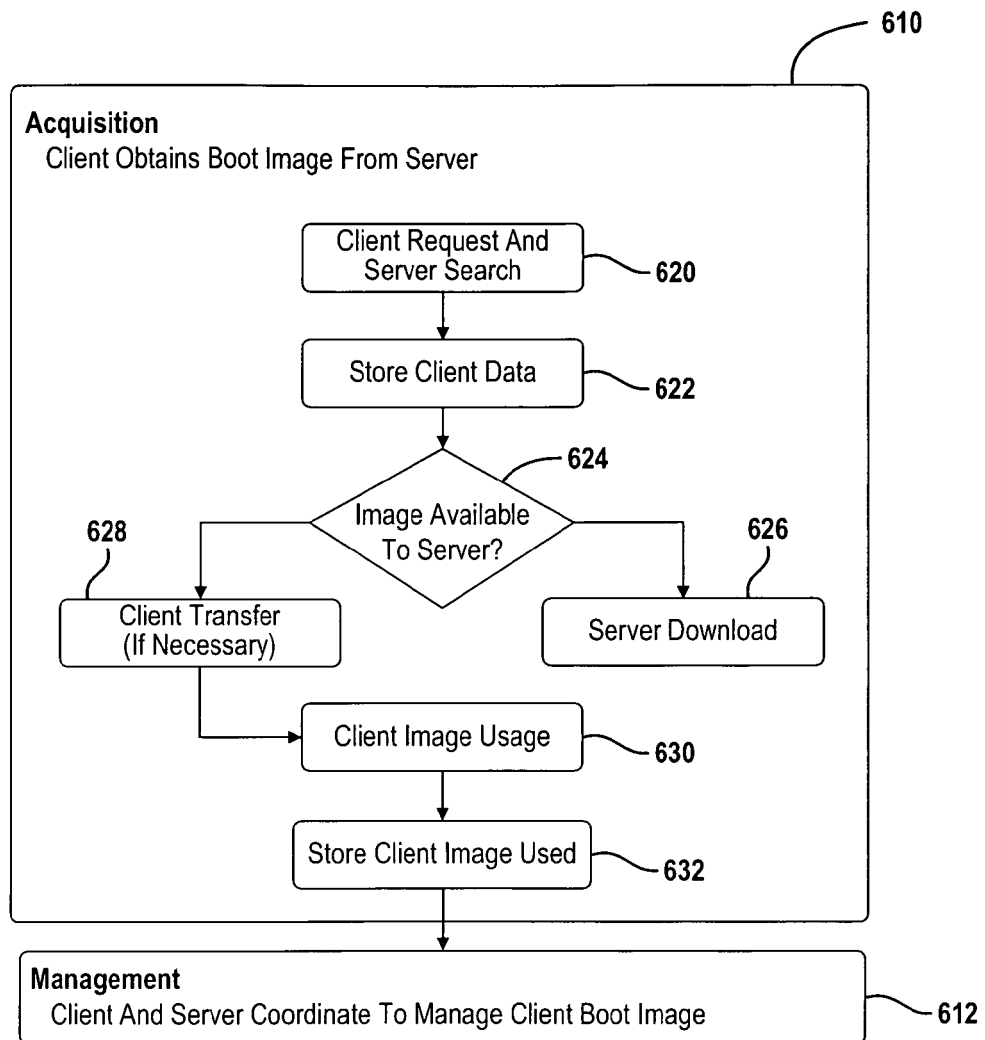 610
Acquisition
Client Obtains Boot Image From Server
Client Request And
Server Search
620
Store Client Data
622
624
Image Available
To Server?
628
626
Client Transfer
(If Necessary)
Server Download
Client Image Usage
630
Store Client Image Used
632
Management
Client And Server Coordinate To Manage Client Boot Image
612